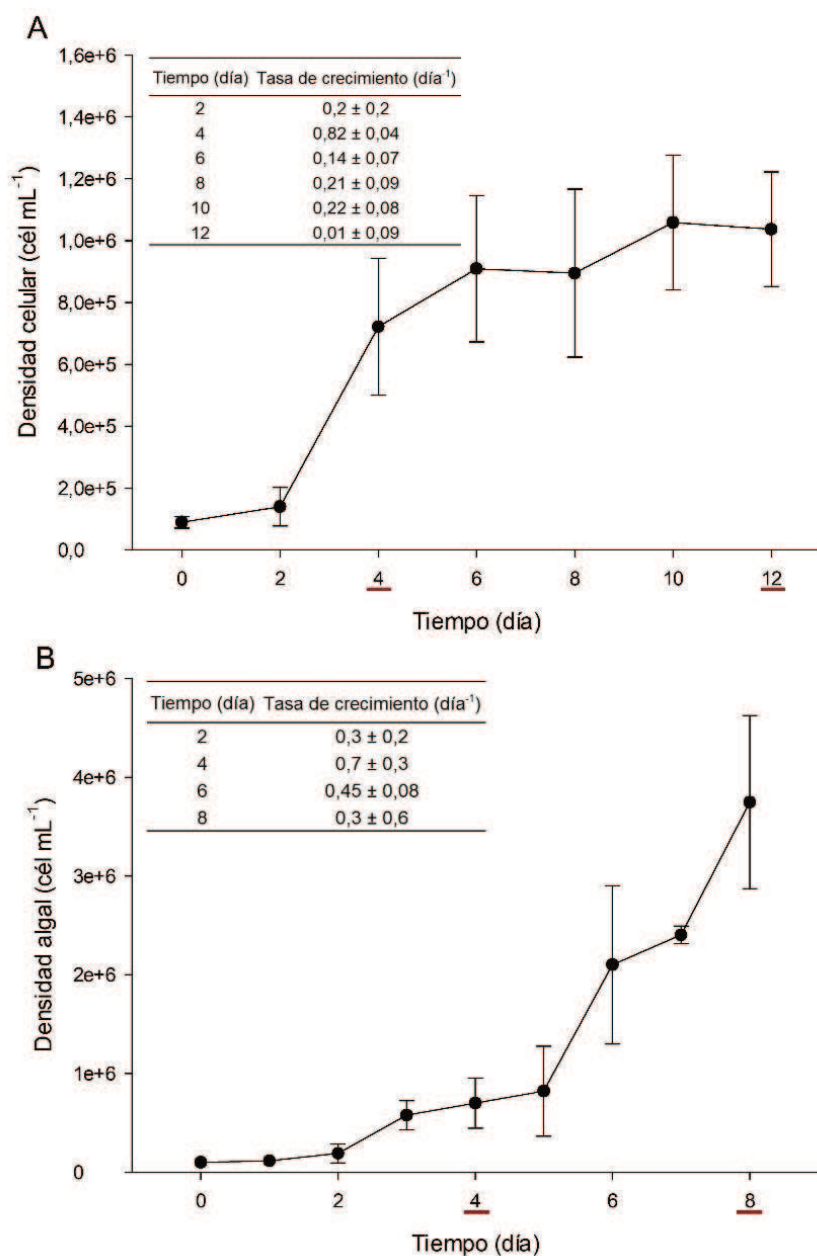 A
1,6e+6
1,4e+6
1,2e+6
1,0e+6
8,0e+5
6,0e+5
4,0e+5
2,0e+5
0,0
Densidad celular (cél mL⁻¹)
Tiempo (día) Tasa de crecimiento (día⁻¹)
2 0,2 ± 0,2
4 0,82 ± 0,04
6 0,14 ± 0,07
8 0,21 ± 0,09
10 0,22 ± 0,08
12 0,01 ± 0,09
0 2 4 6 8 10 12
Tiempo (día)
B
5e+6
4e+6
3e+6
2e+6
1e+6
0
Densidad algal (cél mL⁻¹)
Tiempo (día) Tasa de crecimiento (día⁻¹)
2 0,3 ± 0,2
4 0,7 ± 0,3
6 0,45 ± 0,08
8 0,3 ± 0,6
0 2 4 6 8
Tiempo (día)